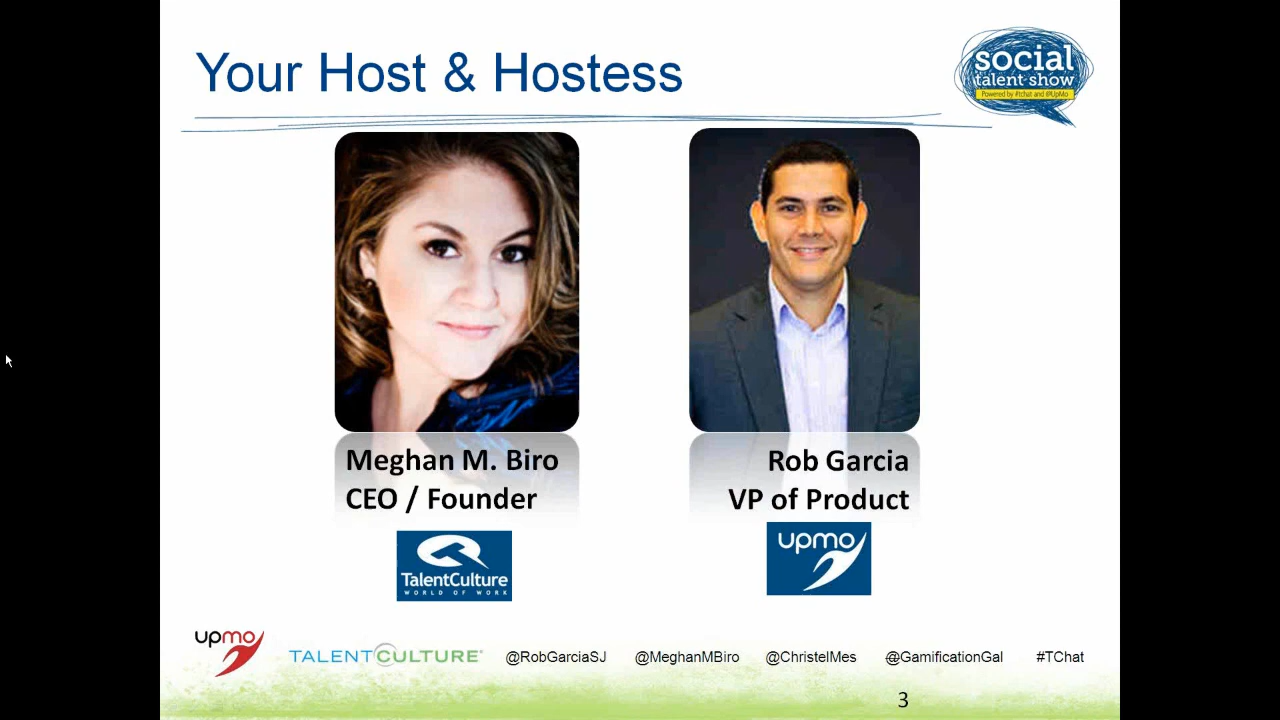 Your Host & Hostess
social
talent show
Powered by #tchat and @UpMo
Meghan M. Biro
CEO / Founder
Rob Garcia
VP of Product
TalentCulture
WORLD OF WORK
upmo
upmo
TALENTCULTURE
@RobGarciaSJ @MeghanMBiro @ChristelMes @GamificationGal #TChat
3